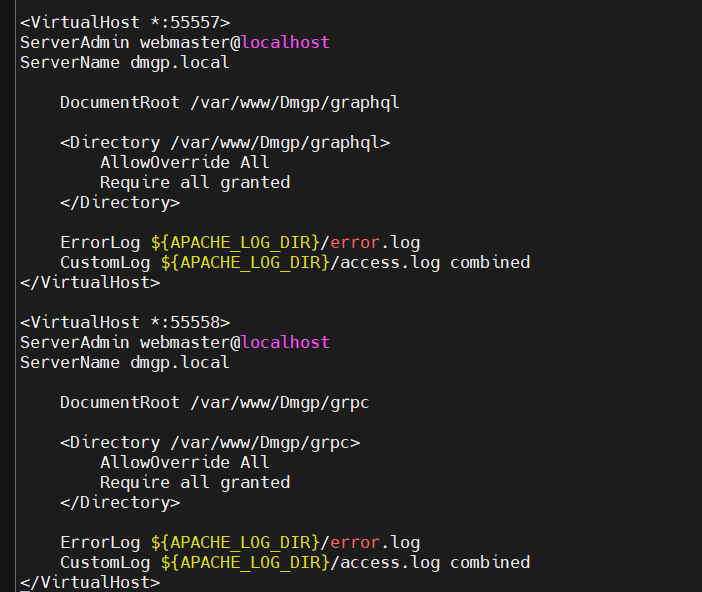 <VirtualHost *:55557>
ServerAdmin webmaster@localhost
ServerName dmgp.local
DocumentRoot /var/www/Dmgp/graphql
<Directory /var/www/Dmgp/graphql>
AllowOverride All
Require all granted
</Directory>
ErrorLog ${APACHE_LOG_DIR}/error.log
CustomLog ${APACHE_LOG_DIR}/access.log combined
</VirtualHost>
<VirtualHost *:55558>
ServerAdmin webmaster@localhost
ServerName dmgp.local
DocumentRoot /var/www/Dmgp/grpc
<Directory /var/www/Dmgp/grpc>
AllowOverride All
Require all granted
</Directory>
ErrorLog ${APACHE_LOG_DIR}/error.log
CustomLog ${APACHE_LOG_DIR}/access.log combined
</VirtualHost>